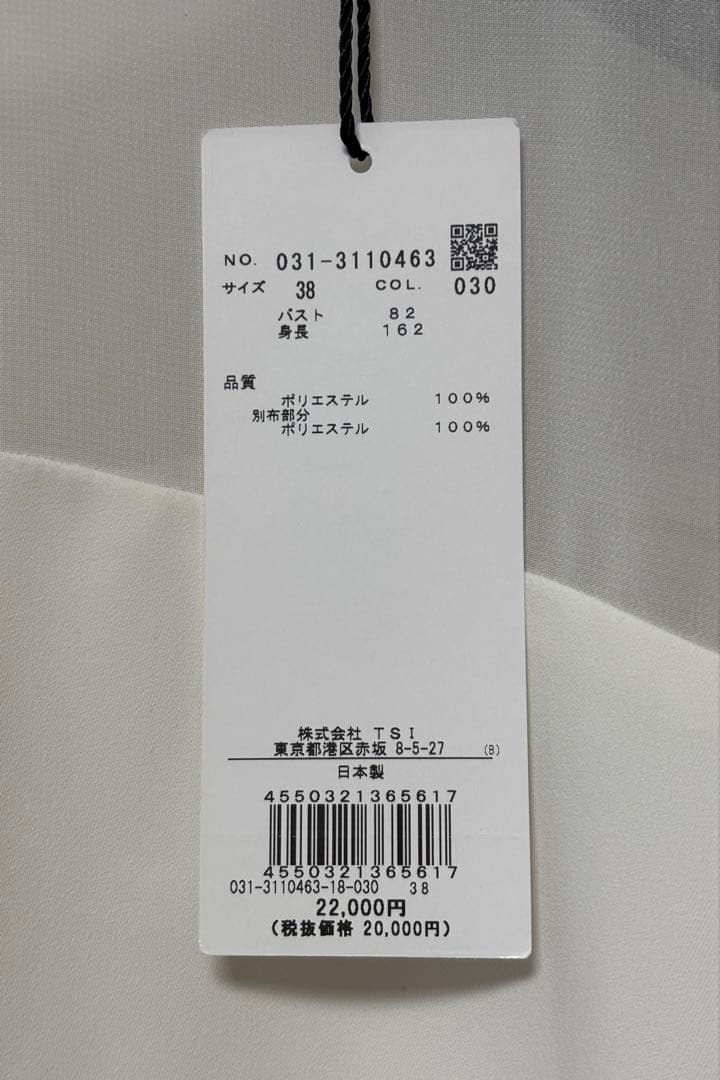 NO. 031-3110463
サイズ 38 COL. 030
バスト 82
身長 162
品質
ポリエステル 100%
別布部分
ポリエステル 100%
株式会社 TSI
東京都港区赤坂 8-5-27 (B)
日本製
4550321365617
4550321365617
031-3110463-18-030 38
22,000円
(税抜価格 20,000円)